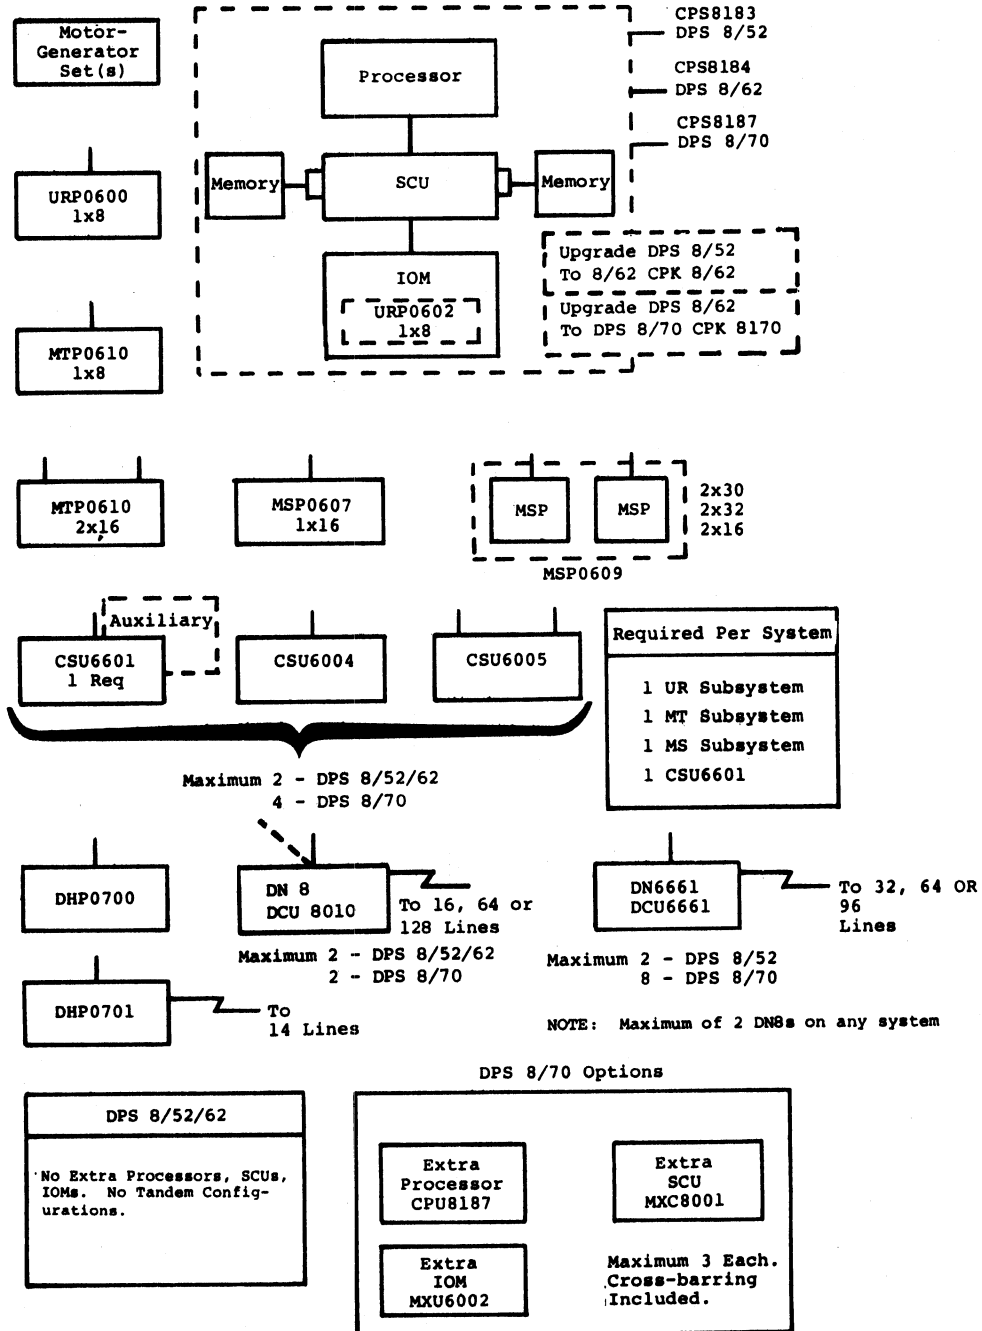 Motor-
Generator
Set(s)
CPS8183
DPS 8/52
CPS8184
DPS 8/62
CPS8187
DPS 8/70
Processor
Memory
SCU
Memory
IOM
URP0602
1x8
Upgrade DPS 8/52
To 8/62 CPK 8/62
Upgrade DPS 8/62
To DPS 8/70 CPK 8170
URP0600
1x8
MTP0610
1x8
MTP0610
2x16
MSP0607
1x16
MSP
MSP
2x30
2x32
2x16
MSP0609
Auxiliary
CSU6601
1 Req
CSU6004
CSU6005
Required Per System
1 UR Subsystem
1 MT Subsystem
1 MS Subsystem
1 CSU6601
Maximum 2 - DPS 8/52/62
4 - DPS 8/70
DHP0700
DN 8
DCU 8010
To 16, 64 or
128 Lines
Maximum 2 - DPS 8/52/62
2 - DPS 8/70
DN6661
DCU6661
To 32, 64 OR
96
Lines
Maximum 2 - DPS 8/52
8 - DPS 8/70
DHP0701
To
14 Lines
NOTE: Maximum of 2 DN8s on any system
DPS 8/52/62
No Extra Processors, SCUs,
IOMs. No Tandem Config-
urations.
DPS 8/70 Options
Extra
Processor
CPU8187
Extra
SCU
MXC8001
Extra
IOM
MXU6002
Maximum 3 Each.
Cross-barring
Included.